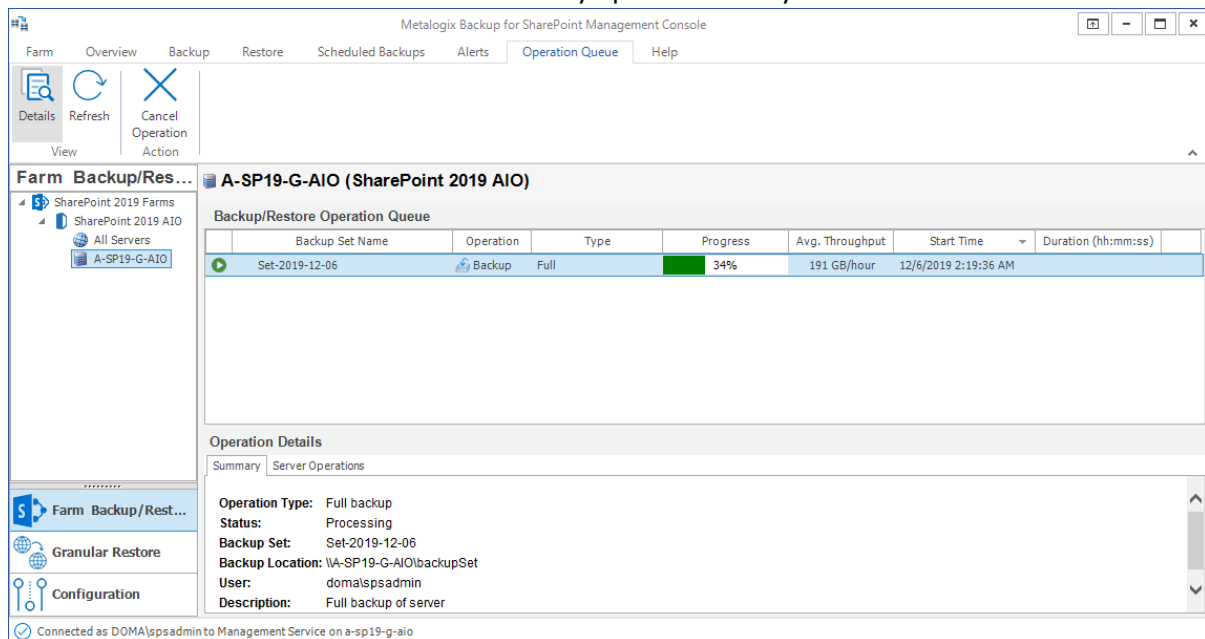 Metalogix Backup for SharePoint Management Console
Farm Overview Backup Restore Scheduled Backups Alerts Operation Queue Help
Details Refresh Cancel Operation
View Action
Farm Backup/Res...
SharePoint 2019 Farms
SharePoint 2019 AIO
All Servers
A-SP19-G-AIO
A-SP19-G-AIO (SharePoint 2019 AIO)
Backup/Restore Operation Queue
Backup Set Name Operation Type Progress Avg. Throughput Start Time Duration (hh:mm:ss)
Set-2019-12-06 Backup Full 34% 191 GB/hour 12/6/2019 2:19:36 AM
Operation Details
Summary Server Operations
Operation Type: Full backup
Status: Processing
Backup Set: Set-2019-12-06
Backup Location: \\A-SP19-G-AIO\backupSet
User: doma\spsadmin
Description: Full backup of server
Farm Backup/Rest...
Granular Restore
Configuration
Connected as DOMA\spsadmin to Management Service on a-sp19-g-aio